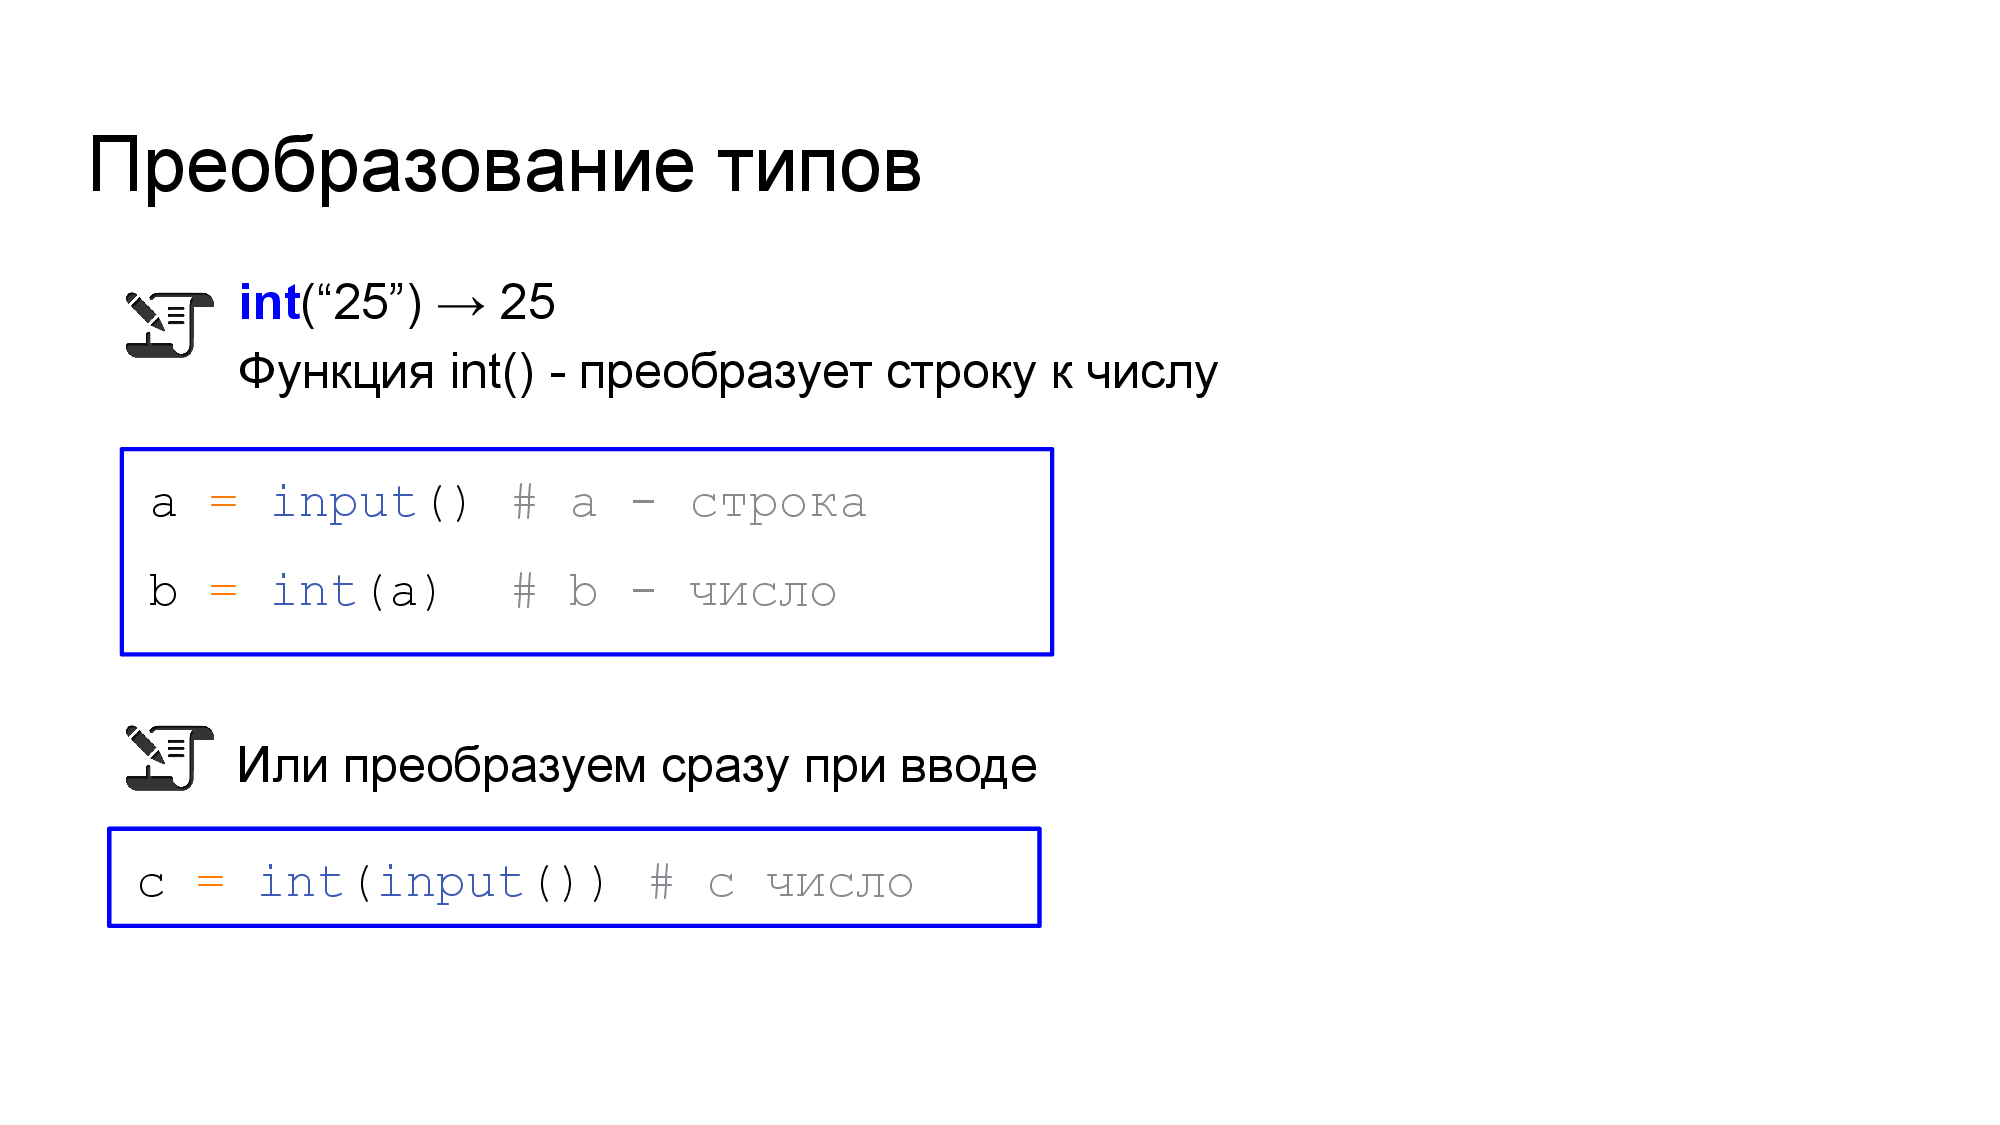 Преобразование типов
int(“25”) → 25
Функция int() - преобразует строку к числу
a = input() # a - строка
b = int(a)  # b - число
Или преобразуем сразу при вводе
c = int(input()) # c число